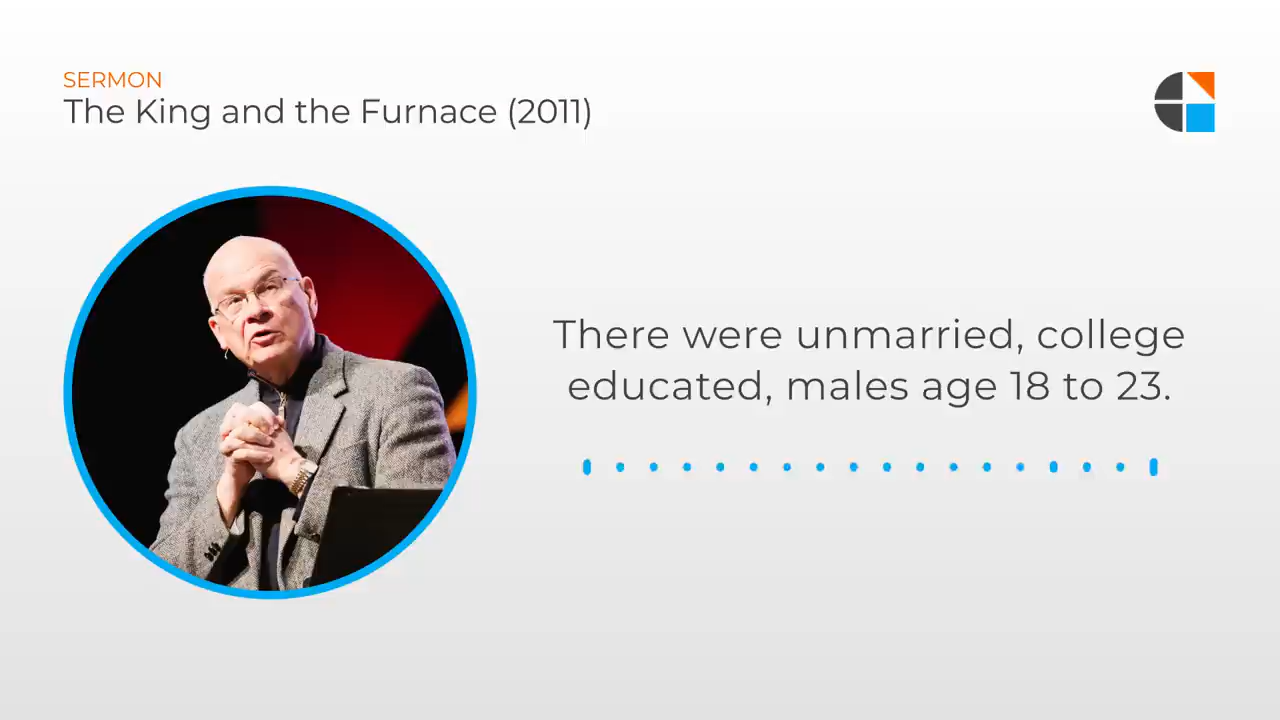 SERMON
The King and the Furnace (2011)
There were unmarried, college
educated, males age 18 to 23.